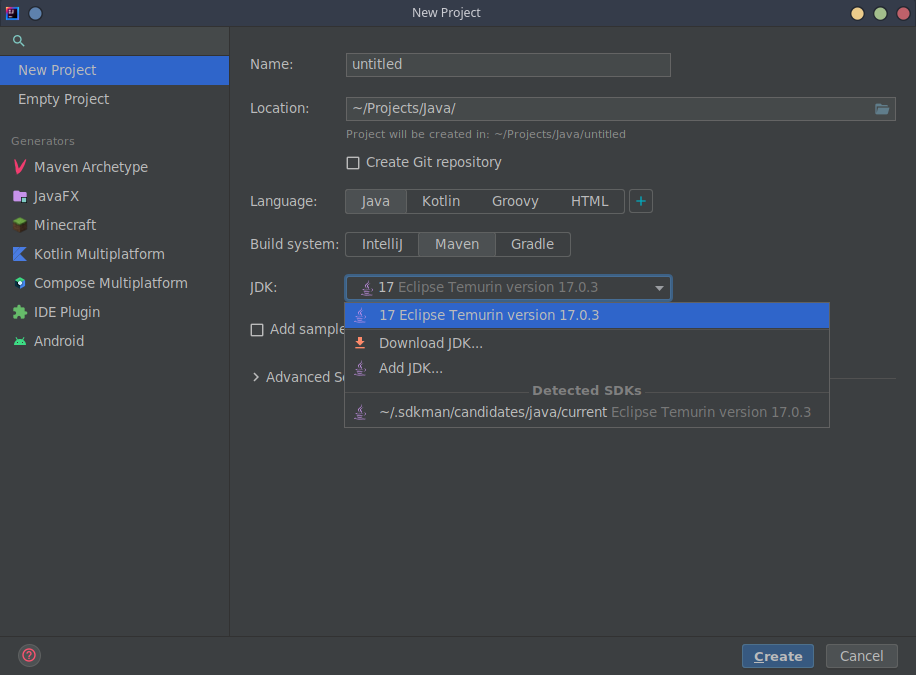 New Project
New Project
Empty Project
Generators
Maven Archetype
JavaFX
Minecraft
Kotlin Multiplatform
Compose Multiplatform
IDE Plugin
Android
Name: untitled
Location: ~/Projects/Java/
Project will be created in: ~/Projects/Java/untitled
Create Git repository
Language: Java Kotlin Groovy HTML +
Build system: IntelliJ Maven Gradle
JDK: 17 Eclipse Temurin version 17.0.3
17 Eclipse Temurin version 17.0.3
Add sample
Download JDK...
Add JDK...
Advanced Se
Detected SDKs
~/.sdkman/candidates/java/current Eclipse Temurin version 17.0.3
? Create Cancel